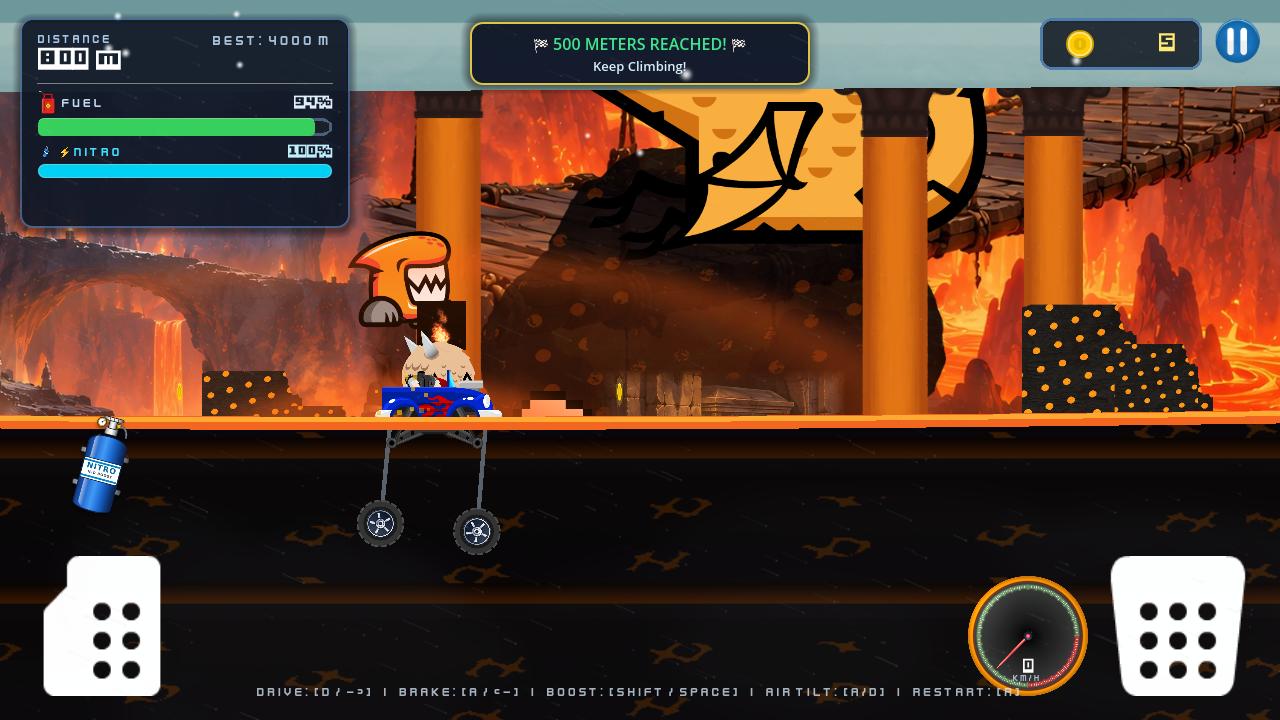 DISTANCE
BEST: 4000 M
800 m
FUEL
94%
NITRO
100%
500 METERS REACHED!
Keep Climbing!
5
NITRO
0
KM/H
DRIVE: [D / ->] | BRAKE: [A / <-] | BOOST: [SHIFT / SPACE] | AIR TILT: [A/D] | RESTART: [R]